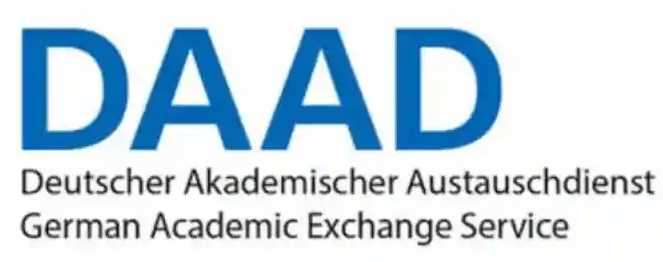 DAAD
Deutscher Akademischer Austauschdienst
German Academic Exchange Service